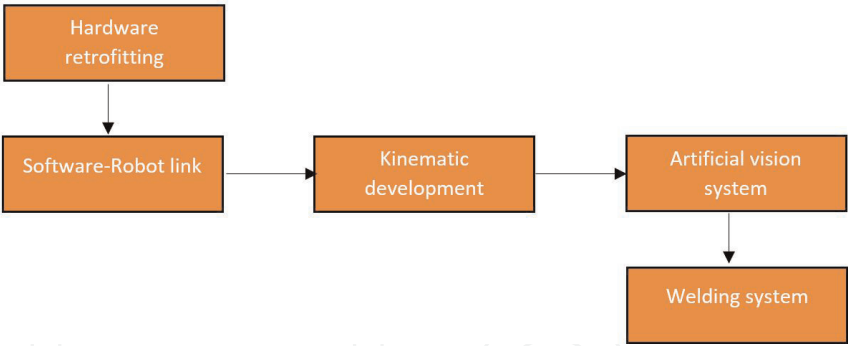 Hardware
retrofitting
Software-Robot link
Kinematic
development
Artificial vision
system
Welding system